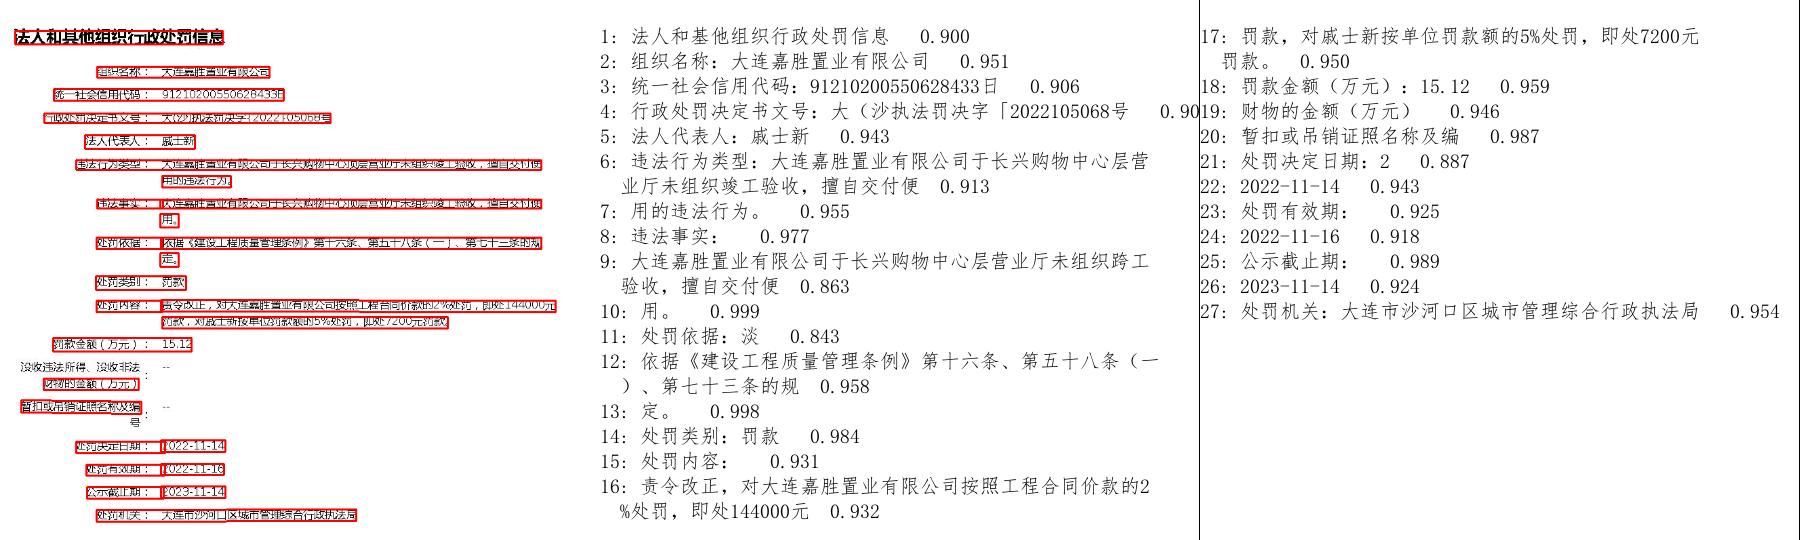 法人和其他组织行政处罚信息
组织名称： 大连嘉胜置业有限公司
统一社会信用代码： 91210200550628433日
行政处罚决定书文号： 大(沙)执法罚决字[2022105068号
法人代表人： 戚士新
违法行为类型： 大连嘉胜置业有限公司于长兴购物中心顶层营业厅未组织竣工验收，擅自交付使
用的违法行为。
违法事实： 大连嘉胜置业有限公司于长兴购物中心顶层营业厅未组织竣工验收，擅自交付使
用。
处罚依据： 依据《建设工程质量管理条例》第十六条、第五十八条（一）、第七十三条的规
定。
处罚类别： 罚款
处罚内容： 责令改正，对大连嘉胜置业有限公司按照工程合同价款的2%处罚，即处144000元
罚款，对戚士新按单位罚款额的5%处罚，即处7200元罚款。
罚款金额（万元）： 15.12
没收违法所得、没收非法
财物的金额（万元）： --
暂扣或吊销证照名称及编
号： --
处罚决定日期： 2022-11-14
处罚有效期： 2022-11-16
公示截止期： 2023-11-14
处罚机关： 大连市沙河口区城市管理综合行政执法局
1: 法人和基他组织行政处罚信息 0.900
2: 组织名称: 大连嘉胜置业有限公司 0.951
3: 统一社会信用代码: 91210200550628433日 0.906
4: 行政处罚决定书文号: 大（沙执法罚决字「2022105068号 0.90
5: 法人代表人: 戚士新 0.943
6: 违法行为类型: 大连嘉胜置业有限公司于长兴购物中心层营
业厅未组织竣工验收，擅自交付便 0.913
7: 用的违法行为。 0.955
8: 违法事实: 0.977
9: 大连嘉胜置业有限公司于长兴购物中心层营业厅未组织跨工
验收，擅自交付便 0.863
10: 用。 0.999
11: 处罚依据: 淡 0.843
12: 依据《建设工程质量管理条例》第十六条、第五十八条（一
）、第七十三条的规 0.958
13: 定。 0.998
14: 处罚类别: 罚款 0.984
15: 处罚内容: 0.931
16: 责令改正，对大连嘉胜置业有限公司按照工程合同价款的2
%处罚，即处144000元 0.932
17: 罚款，对戚士新按单位罚款额的5%处罚，即处7200元
罚款。 0.950
18: 罚款金额（万元）: 15.12 0.959
19: 财物的金额（万元） 0.946
20: 暂扣或吊销证照名称及编 0.987
21: 处罚决定日期: 2 0.887
22: 2022-11-14 0.943
23: 处罚有效期: 0.925
24: 2022-11-16 0.918
25: 公示截止期: 0.989
26: 2023-11-14 0.924
27: 处罚机关: 大连市沙河口区城市管理综合行政执法局 0.954